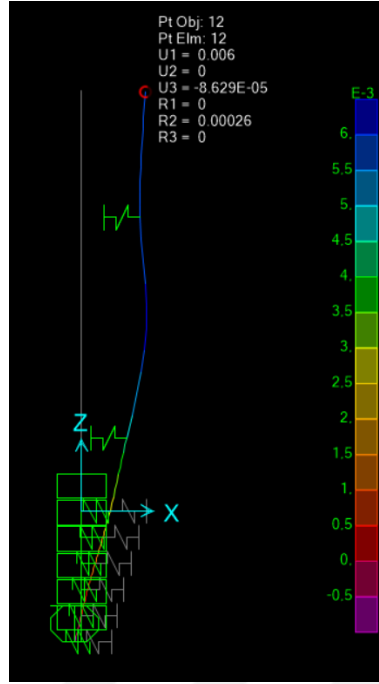 Pt Obj: 12
Pt Elm: 12
U1 = 0.006
U2 = 0
U3 = -8.629E-05
R1 = 0
R2 = 0.00026
R3 = 0
E-3
6.
5.5
5.
4.5
4.
3.5
3.
2.5
2.
1.5
1.
0.5
0.
-0.5
Z
X